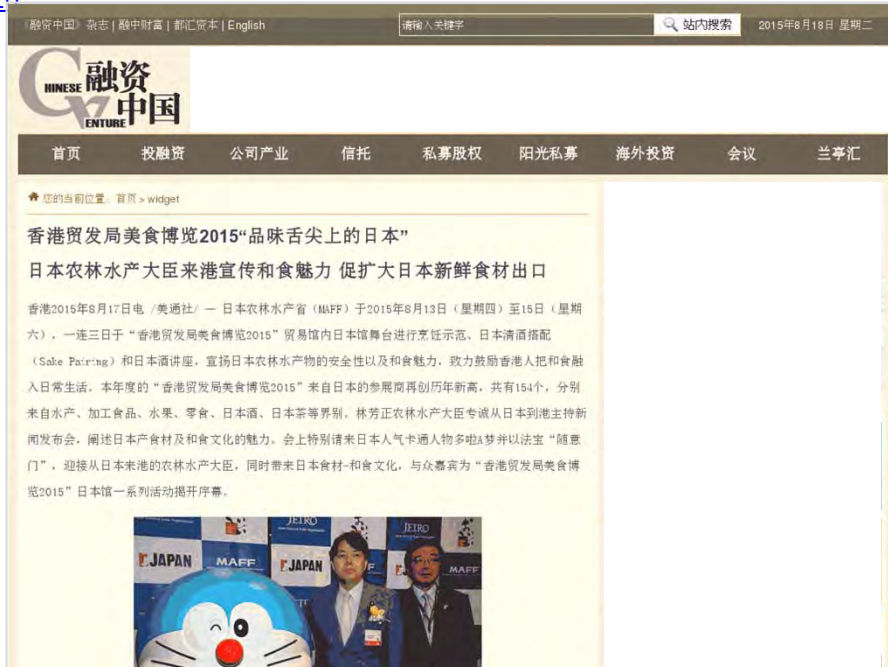 《融资中国》杂志 | 融中财富 | 都汇资本 | English
请输入关键字
站内搜索
2015年8月18日 星期二
CHINESE 融资
VENTURE 中国
首页 投融资 公司产业 信托 私募股权 阳光私募 海外投资 会议 兰亭汇
您的当前位置: 首页 > widget
香港贸发局美食博览2015“品味舌尖上的日本”
日本农林水产大臣来港宣传和食魅力 促扩大日本新鲜食材出口
香港2015年8月17日电 /美通社/ — 日本农林水产省（MAFF）于2015年8月13日（星期四）至15日（星期
六），一连三日于“香港贸发局美食博览2015”贸易馆内日本馆舞台进行烹饪示范、日本清酒搭配
（Sake Pairing）和日本酒讲座，宣扬日本农林水产物的安全性以及和食魅力，致力鼓励香港人把和食融
入日常生活。本年度的“香港贸发局美食博览2015”来自日本的参展商再创历年新高，共有154个，分别
来自水产、加工食品、水果、零食、日本酒、日本茶等界别。林芳正农林水产大臣专诚从日本到港主持新
闻发布会，阐述日本产食材及和食文化的魅力。会上特别请来日本人气卡通人物多啦A梦并以法宝“随意
门”，迎接从日本来港的农林水产大臣，同时带来日本食材-和食文化，与众嘉宾为“香港贸发局美食博
览2015”日本馆一系列活动揭开序幕。
JETRO
JETRO
JAPAN
MAFF
JAPAN
MAFF